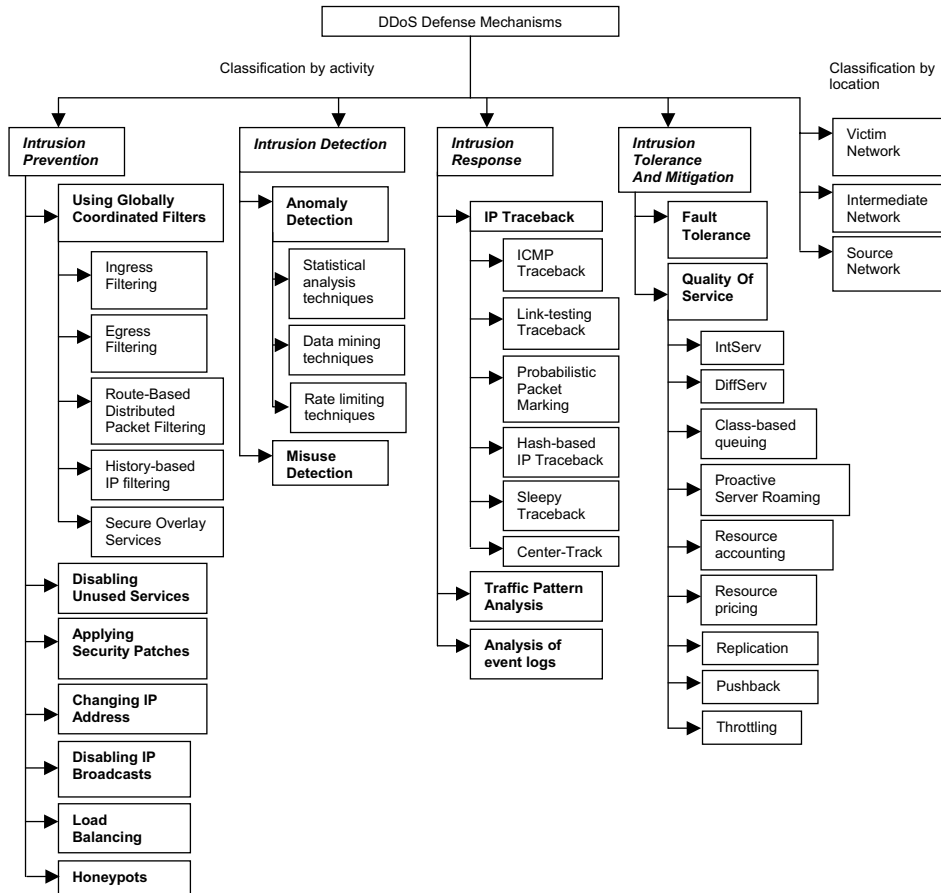 DDoS Defense Mechanisms
Classification by activity
Classification by
location
Intrusion
Prevention
Using Globally
Coordinated Filters
Ingress
Filtering
Egress
Filtering
Route-Based
Distributed
Packet Filtering
History-based
IP filtering
Secure Overlay
Services
Disabling
Unused Services
Applying
Security Patches
Changing IP
Address
Disabling IP
Broadcasts
Load
Balancing
Honeypots
Intrusion Detection
Anomaly
Detection
Statistical
analysis
techniques
Data mining
techniques
Rate limiting
techniques
Misuse
Detection
Intrusion
Response
IP Traceback
ICMP
Traceback
Link-testing
Traceback
Probabilistic
Packet
Marking
Hash-based
IP Traceback
Sleepy
Traceback
Center-Track
Traffic Pattern
Analysis
Analysis of
event logs
Intrusion
Tolerance
And Mitigation
Fault
Tolerance
Quality Of
Service
IntServ
DiffServ
Class-based
queuing
Proactive
Server Roaming
Resource
accounting
Resource
pricing
Replication
Pushback
Throttling
Victim
Network
Intermediate
Network
Source
Network